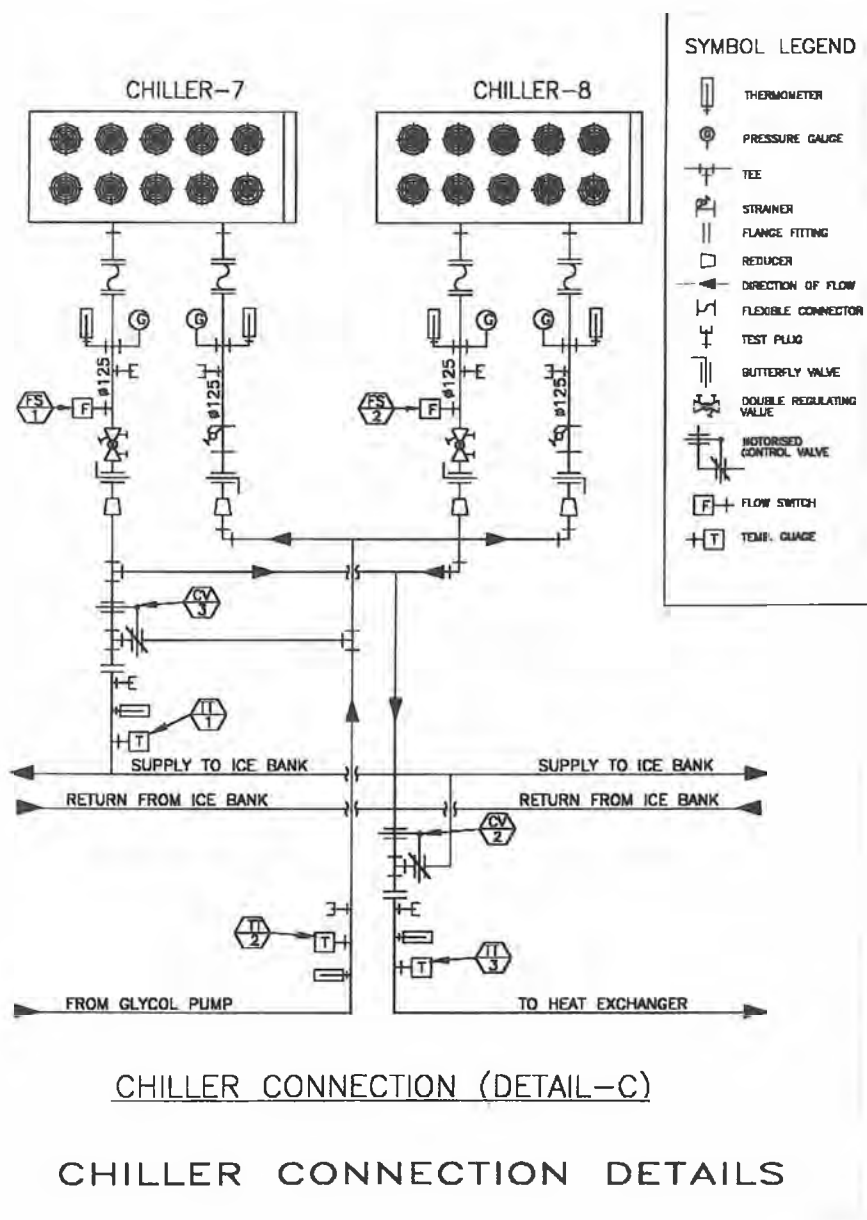 CHILLER-7
CHILLER-8
G
G
G
G
ø125
ø125
ø125
ø125
FS
1
F
FS
2
F
CV
3
TT
1
T
SUPPLY TO ICE BANK
SUPPLY TO ICE BANK
RETURN FROM ICE BANK
RETURN FROM ICE BANK
CV
2
TT
2
T
TT
3
T
FROM GLYCOL PUMP
TO HEAT EXCHANGER
CHILLER CONNECTION (DETAIL-C)
CHILLER CONNECTION DETAILS
SYMBOL LEGEND
THERMOMETER
G
PRESSURE GAUGE
TEE
STRAINER
FLANGE FITTING
REDUCER
DIRECTION OF FLOW
FLEXIBLE CONNECTOR
TEST PLUG
BUTTERFLY VALVE
DOUBLE REGULATING
VALUE
MOTORISED
CONTROL VALVE
F
FLOW SWITCH
T
TEMP. GUAGE